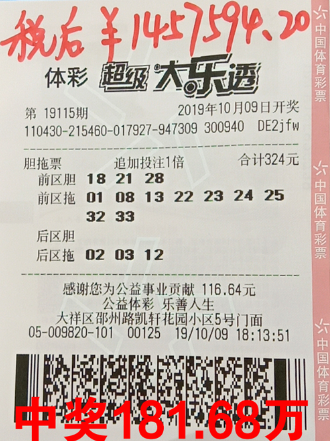 税后￥1457594.20
体彩 超级大乐透
第 19115期 2019年10月09日开奖
110430-215460-017927-947309 300940 DE2jfw
胆拖票 追加投注1倍 合计324元
前区胆 18 21 28
前区拖 01 08 13 22 23 24 25
32 33
后区胆
后区拖 02 03 12
感谢您为公益事业贡献 116.64元
公益体彩 乐善人生
大祥区邵州路凯轩花园小区5号门面
05-009820-101 00125 19/10/09 18:13:51
中奖181.68万
中国体育彩票
中国体育彩票
中国体育彩票